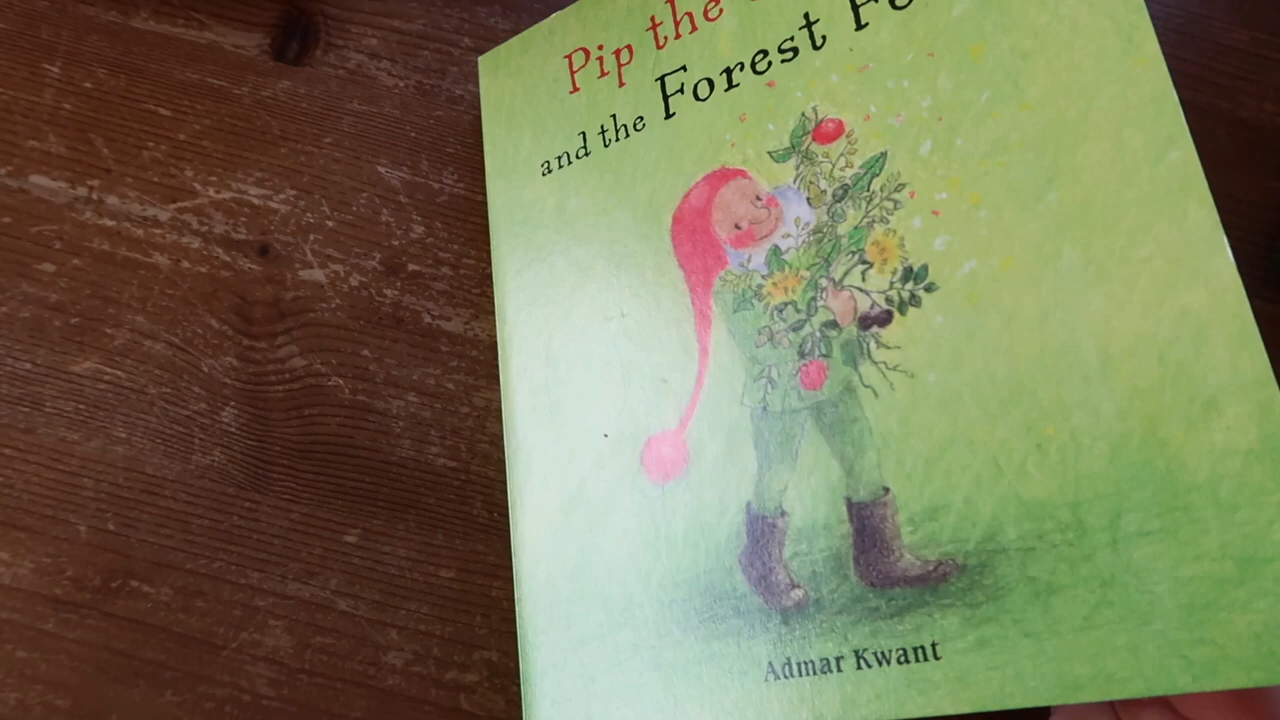 Pip the
and the Forest
Admar Kwant